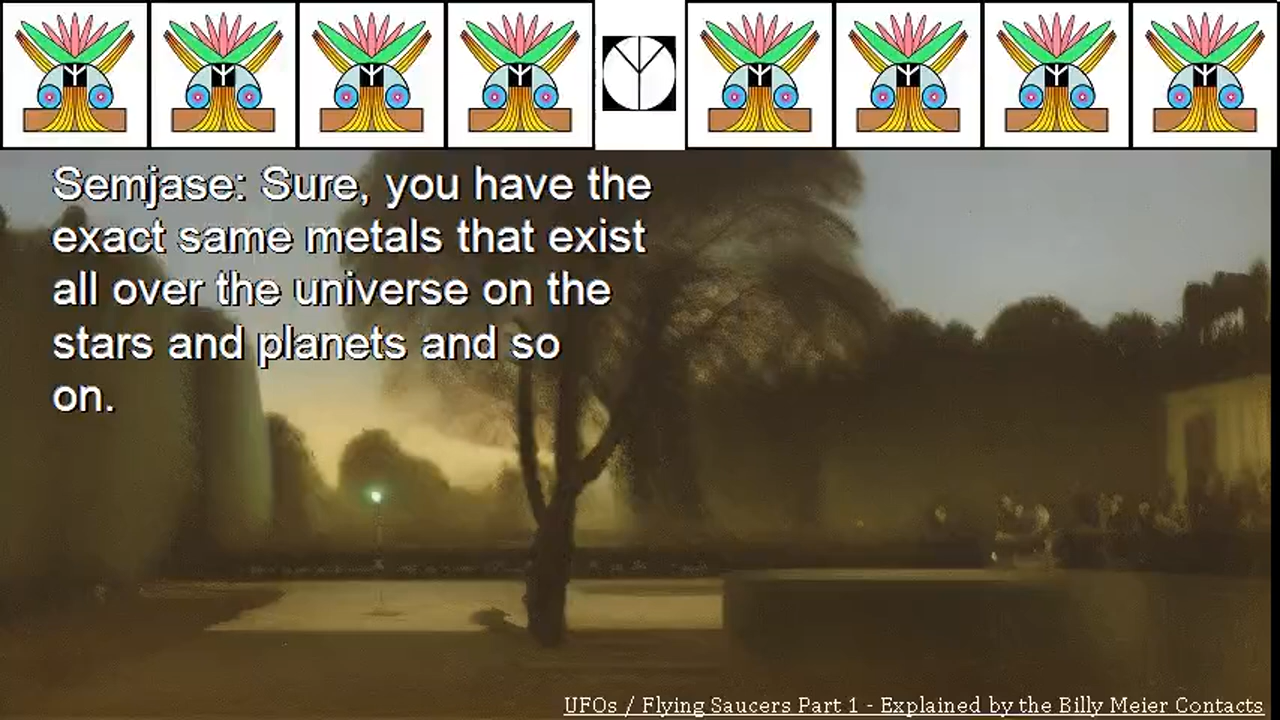 Semjase: Sure, you have the
exact same metals that exist
all over the universe on the
stars and planets and so
on.
UFOs / Flying Saucers Part 1 - Explained by the Billy Meier Contacts